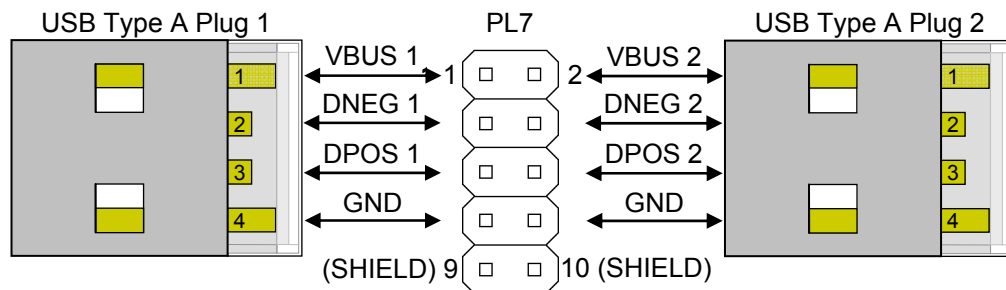 USB Type A Plug 1 PL7 USB Type A Plug 2
1 VBUS 1 1 2 VBUS 2 1
2 DNEG 1 DNEG 2 2
3 DPOS 1 DPOS 2 3
4 GND GND 4
(SHIELD) 9 10 (SHIELD)